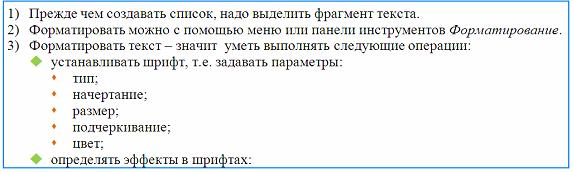 1) Прежде чем создавать список, надо выделить фрагмент текста.
2) Форматировать можно с помощью меню или панели инструментов Форматирование.
3) Форматировать текст – значит уметь выполнять следующие операции:
устанавливать шрифт, т.е. задавать параметры:
тип;
начертание;
размер;
подчеркивание;
цвет;
определять эффекты в шрифтах: